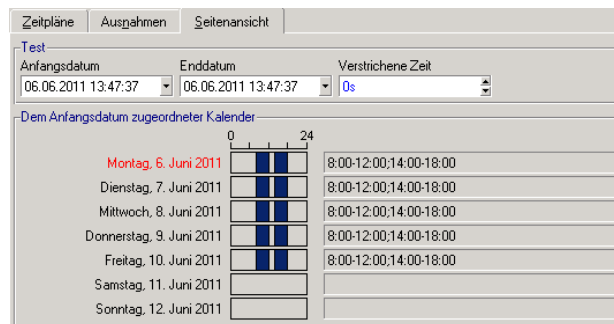 Zeitpläne Ausnahmen Seitenansicht
Test
Anfangsdatum Enddatum Verstrichene Zeit
06.06.2011 13:47:37 06.06.2011 13:47:37 0s
Dem Anfangsdatum zugeordneter Kalender
0 24
Montag, 6. Juni 2011 8:00-12:00;14:00-18:00
Dienstag, 7. Juni 2011 8:00-12:00;14:00-18:00
Mittwoch, 8. Juni 2011 8:00-12:00;14:00-18:00
Donnerstag, 9. Juni 2011 8:00-12:00;14:00-18:00
Freitag, 10. Juni 2011 8:00-12:00;14:00-18:00
Samstag, 11. Juni 2011
Sonntag, 12. Juni 2011